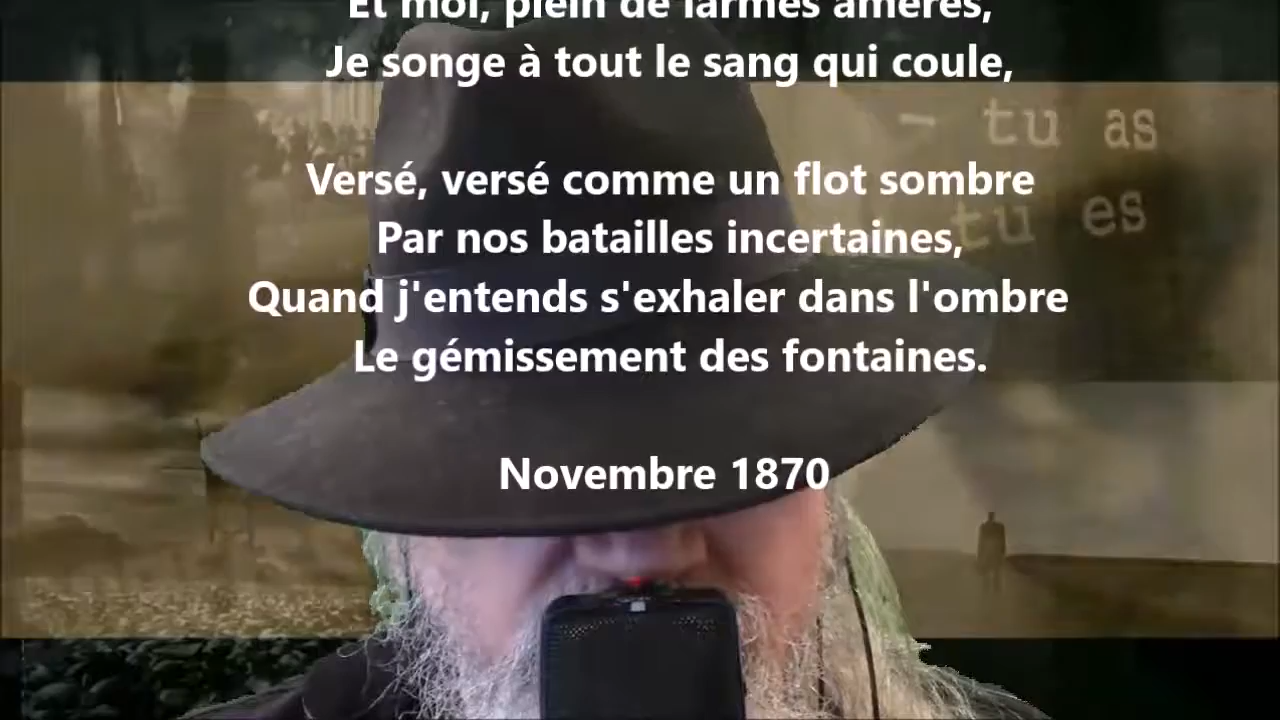 Et moi, plein de larmes amères,
Je songe à tout le sang qui coule,
- tu as
Versé, versé comme un flot sombre
tu es
Par nos batailles incertaines,
Quand j'entends s'exhaler dans l'ombre
Le gémissement des fontaines.
Novembre 1870